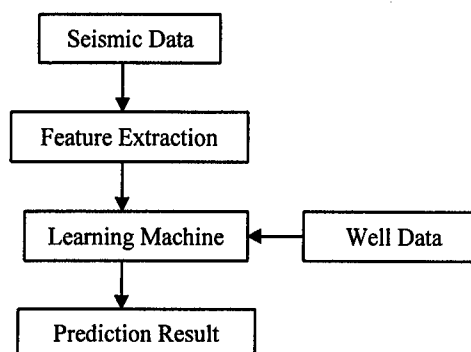 Seismic Data
Feature Extraction
Learning Machine
Well Data
Prediction Result